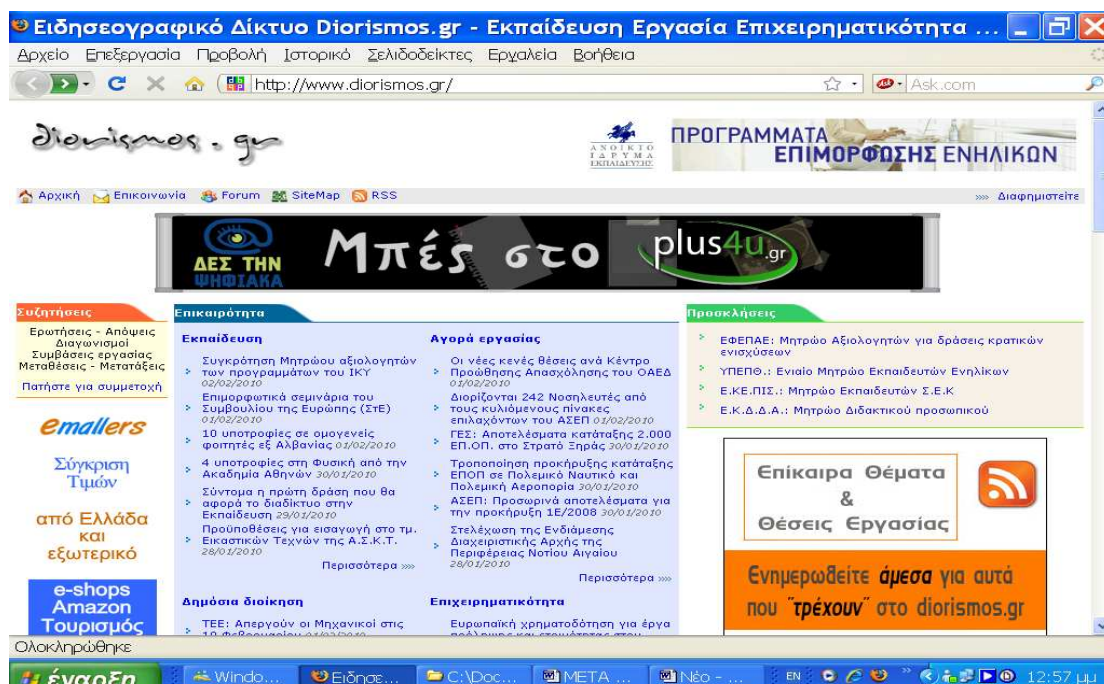 Ειδησεογραφικό Δίκτυο Diorismos.gr - Εκπαίδευση Εργασία Επιχειρηματικότητα ...
Αρχείο Επεξεργασία Προβολή Ιστορικό Σελιδοδείκτες Εργαλεία Βοήθεια
http://www.diorismos.gr/
Ask.com
diorismos.gr
ΑΝΟΙΚΤΟ
ΙΔΡΥΜΑ
ΕΚΠΑΙΔΕΥΣΗΣ
ΠΡΟΓΡΑΜΜΑΤΑ
ΕΠΙΜΟΡΦΩΣΗΣ ΕΝΗΛΙΚΩΝ
Αρχική Επικοινωνία Forum SiteMap RSS
»»» Διαφημιστείτε
ΔΕΣ ΤΗΝ
ΨΗΦΙΑΚΑ
Μπές στο plus4u.gr
Συζητήσεις
Ερωτήσεις - Απόψεις
Διαγωνισμοί
Συμβάσεις εργασίας
Μεταθέσεις - Μετατάξεις
Πατήστε για συμμετοχή
emallers
Σύγκριση
Τιμών
από Ελλάδα
και
εξωτερικό
e-shops
Amazon
Τουρισμός
Επικαιρότητα
Εκπαίδευση
Συγκρότηση Μητρώου αξιολογητών
των προγραμμάτων του ΙΚΥ
02/02/2010
Επιμορφωτικά σεμινάρια του
Συμβουλίου της Ευρώπης (ΣτΕ)
01/02/2010
10 υποτροφίες σε ομογενείς
φοιτητές εξ Αλβανίας 01/02/2010
4 υποτροφίες στη Φυσική από την
Ακαδημία Αθηνών 30/01/2010
Σύντομα η πρώτη δράση που θα
αφορά το διαδίκτυο στην
Εκπαίδευση 29/01/2010
Προϋποθέσεις για εισαγωγή στο τμ.
Εικαστικών Τεχνών της Α.Σ.Κ.Τ.
28/01/2010
Περισσότερα »»»
Δημόσια διοίκηση
ΤΕΕ: Απεργούν οι Μηχανικοί στις
10 Φεβρουαρίου 01/02/2010
Αγορά εργασίας
Οι νέες κενές θέσεις ανά Κέντρο
Προώθησης Απασχόλησης του ΟΑΕΔ
01/02/2010
Διορίζονται 242 Νοσηλευτές από
τους κυλιόμενους πίνακες
επιλαχόντων του ΑΣΕΠ 01/02/2010
ΓΕΣ: Αποτελέσματα κατάταξης 2.000
ΕΠ.ΟΠ. στο Στρατό Ξηράς 30/01/2010
Τροποποίηση προκήρυξης κατάταξης
ΕΠΟΠ σε Πολεμικό Ναυτικό και
Πολεμική Αεροπορία 30/01/2010
ΑΣΕΠ: Προσωρινά αποτελέσματα για
την προκήρυξη 1Ε/2008 30/01/2010
Στελέχωση της Ενδιάμεσης
Διαχειριστικής Αρχής της
Περιφέρειας Νοτίου Αιγαίου
28/01/2010
Περισσότερα »»»
Επιχειρηματικότητα
Ευρωπαϊκή χρηματοδότηση για έργα
Προσκλήσεις
ΕΦΕΠΑΕ: Μητρώο Αξιολογητών για δράσεις κρατικών
ενισχύσεων
ΥΠΕΠΘ.: Ενιαίο Μητρώο Εκπαιδευτών Ενηλίκων
Ε.ΚΕ.ΠΙΣ.: Μητρώο Εκπαιδευτών Σ.Ε.Κ
Ε.Κ.Δ.Δ.Α.: Μητρώο Διδακτικού προσωπικού
Επίκαιρα Θέματα
&
Θέσεις Εργασίας
Ενημερωθείτε άμεσα για αυτά
που ¨τρέχουν¨ στο diorismos.gr
Ολοκληρώθηκε
έναρξη Windo... Ειδησε... C:\Doc... ΜΕΤΑ ... Νέο - ... EN 12:57 μμ